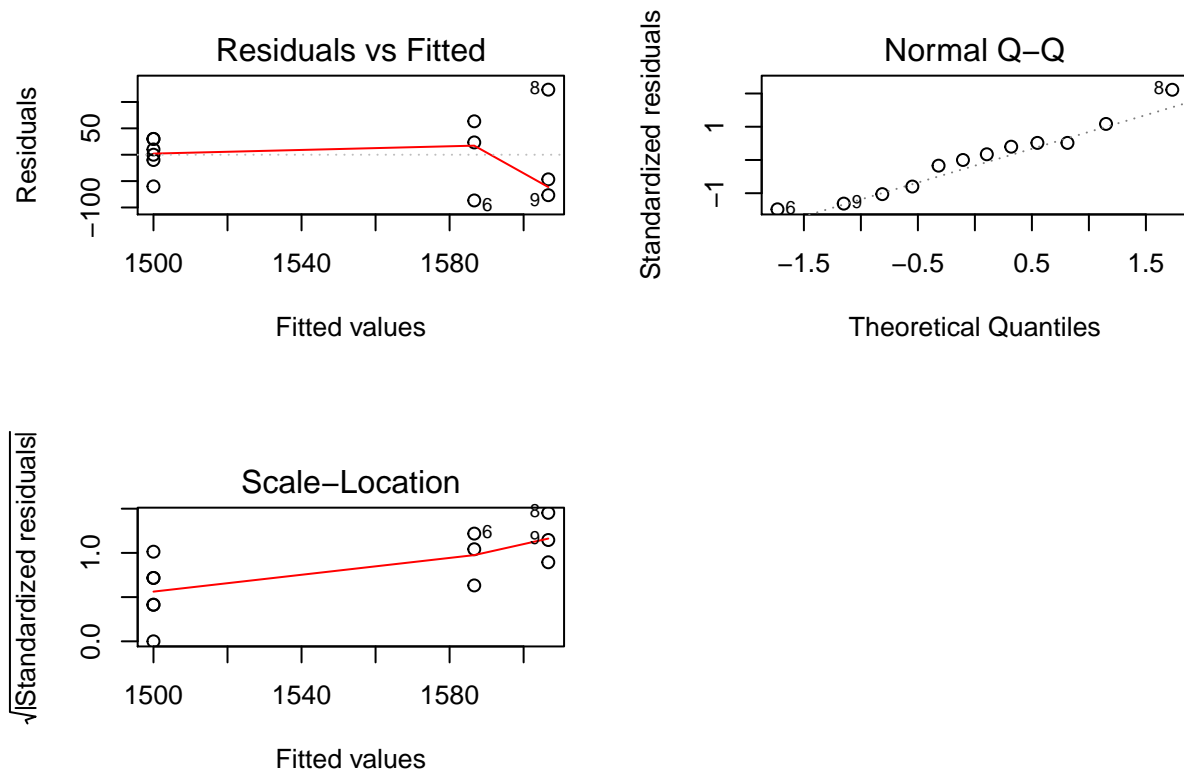 Residuals vs Fitted
Residuals
50
−100
8
6
9
1500
1540
1580
Fitted values
Normal Q−Q
Standardized residuals
1
−1
8
6
9
−1.5
−0.5
0.5
1.5
Theoretical Quantiles
Scale−Location
√|Standardized residuals|
1.0
0.0
8
6
9
1500
1540
1580
Fitted values